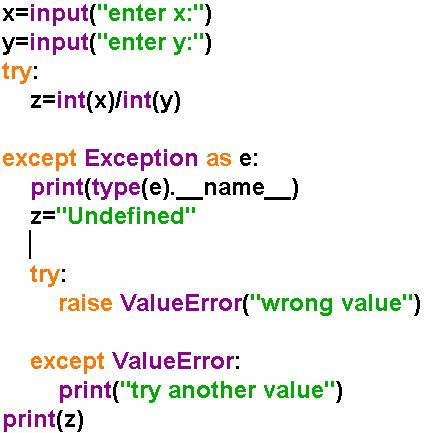 x=input("enter x:")
y=input("enter y:")
try:
    z=int(x)/int(y)

except Exception as e:
    print(type(e).__name__)
    z="Undefined"

    try:
        raise ValueError("wrong value")

    except ValueError:
        print("try another value")
print(z)